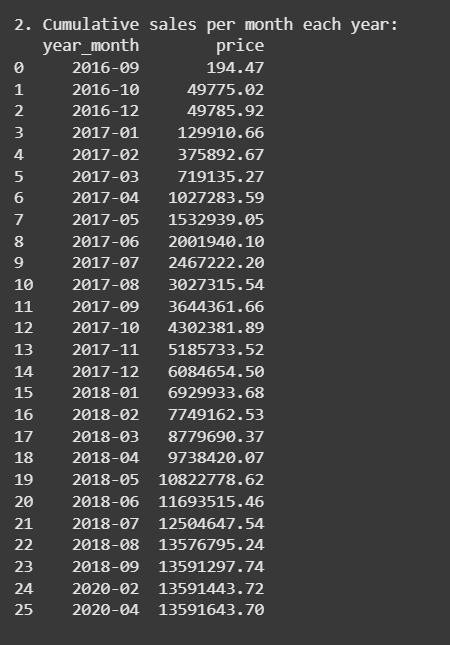 2. Cumulative sales per month each year:
year_month price
0 2016-09 194.47
1 2016-10 49775.02
2 2016-12 49785.92
3 2017-01 129910.66
4 2017-02 375892.67
5 2017-03 719135.27
6 2017-04 1027283.59
7 2017-05 1532939.05
8 2017-06 2001940.10
9 2017-07 2467222.20
10 2017-08 3027315.54
11 2017-09 3644361.66
12 2017-10 4302381.89
13 2017-11 5185733.52
14 2017-12 6084654.50
15 2018-01 6929933.68
16 2018-02 7749162.53
17 2018-03 8779690.37
18 2018-04 9738420.07
19 2018-05 10822778.62
20 2018-06 11693515.46
21 2018-07 12504647.54
22 2018-08 13576795.24
23 2018-09 13591297.74
24 2020-02 13591443.72
25 2020-04 13591643.70